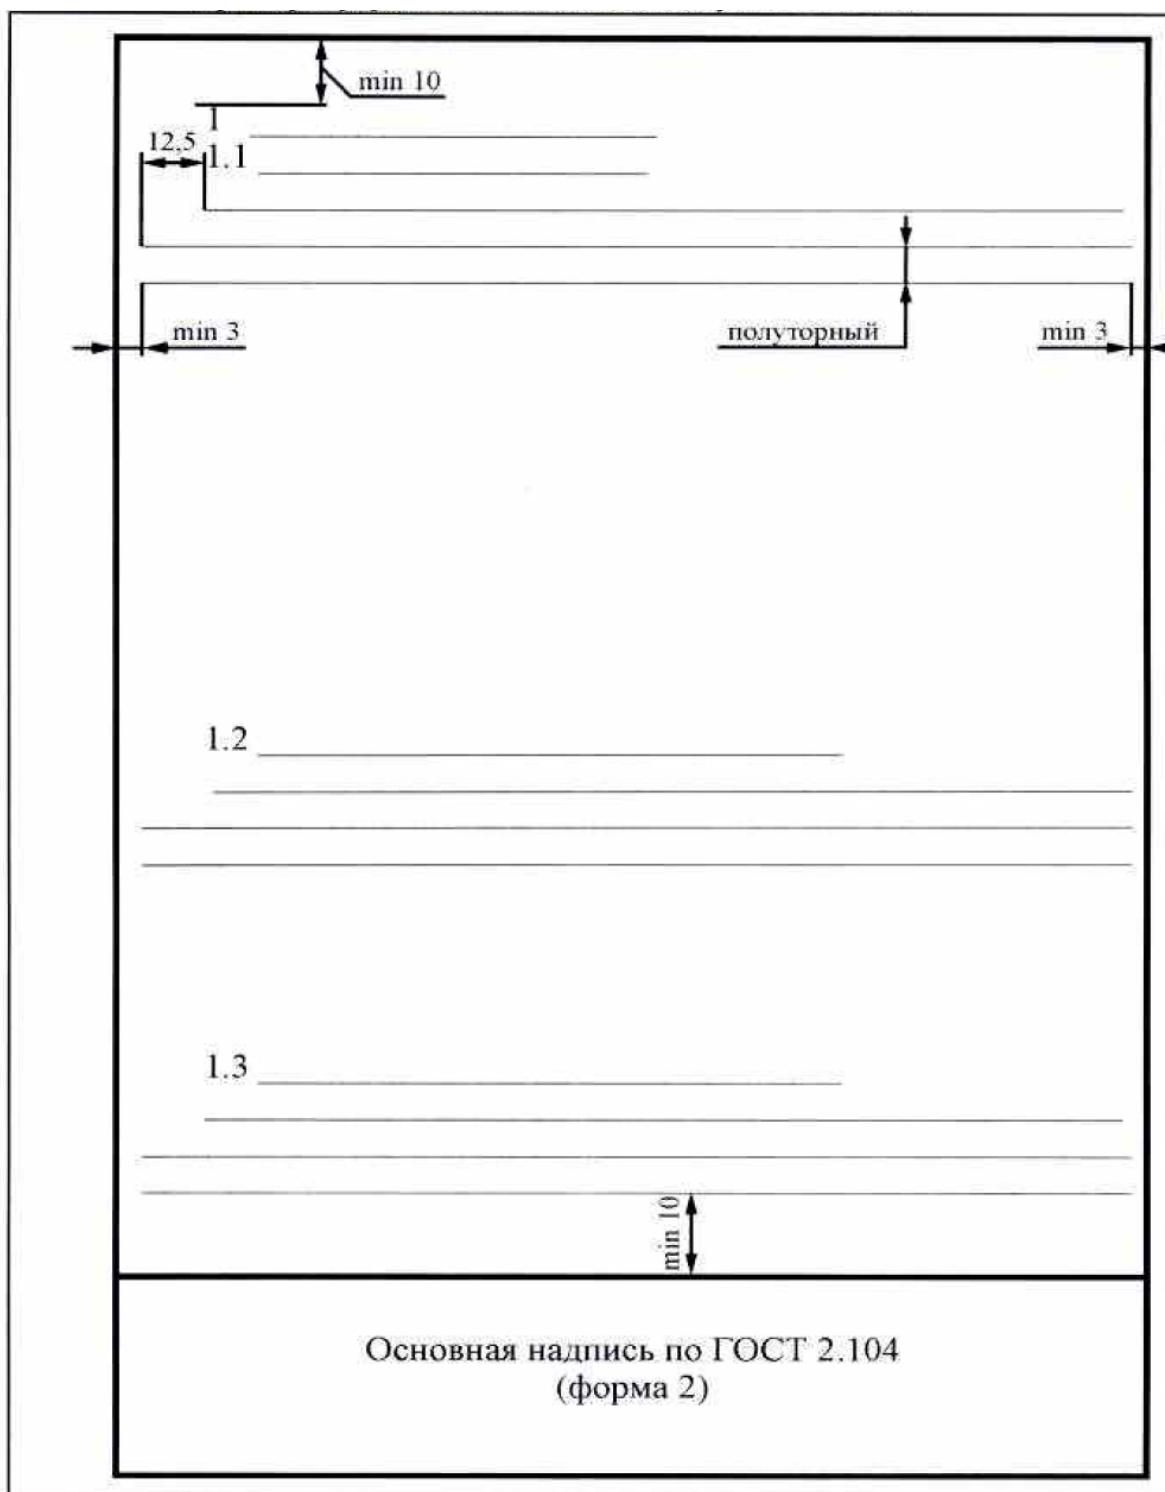 min 10
1
12,5
1.1
min 3
полуторный
min 3
1.2
1.3
min 10
Основная надпись по ГОСТ 2.104
(форма 2)